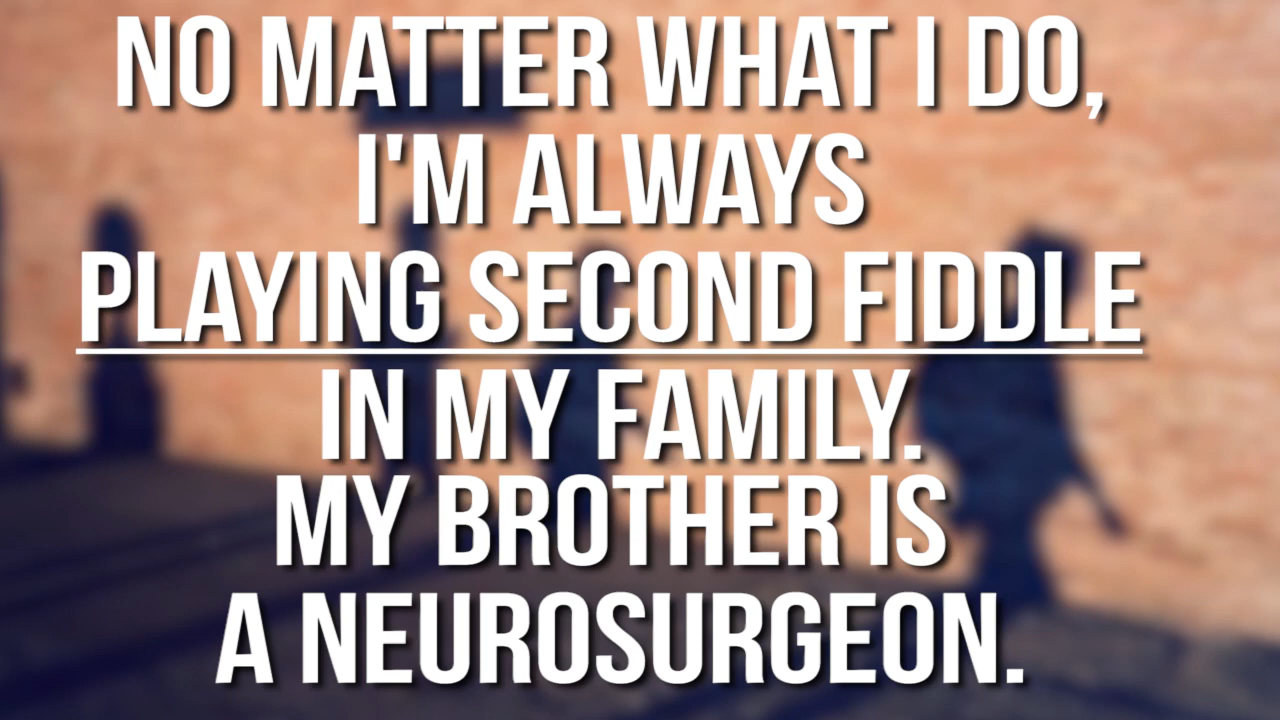 NO MATTER WHAT I DO,
I'M ALWAYS
PLAYING SECOND FIDDLE
IN MY FAMILY.
MY BROTHER IS
A NEUROSURGEON.